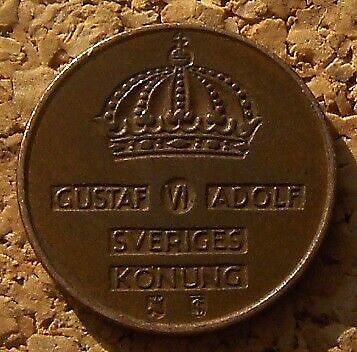 GUSTAF VI ADOLF
SVERIGES
KONUNG